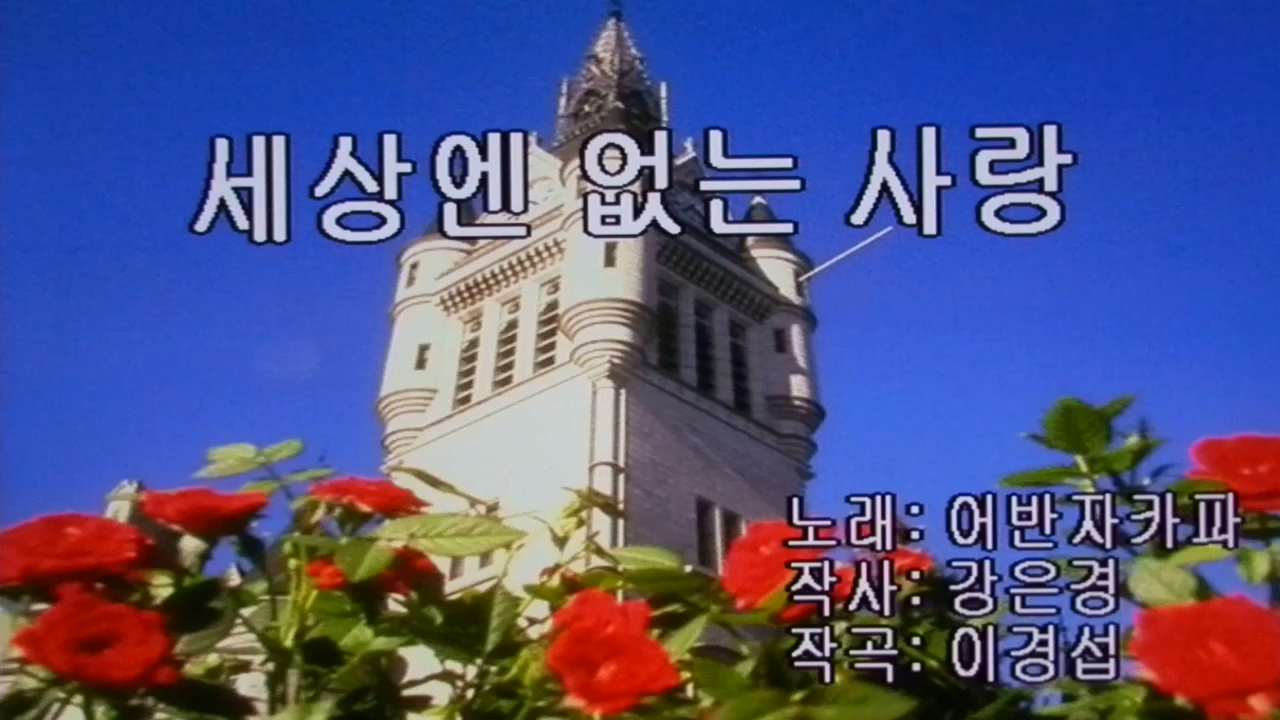 세상엔 없는 사랑
노래: 어반자카파
작사: 강은경
작곡: 이경섭